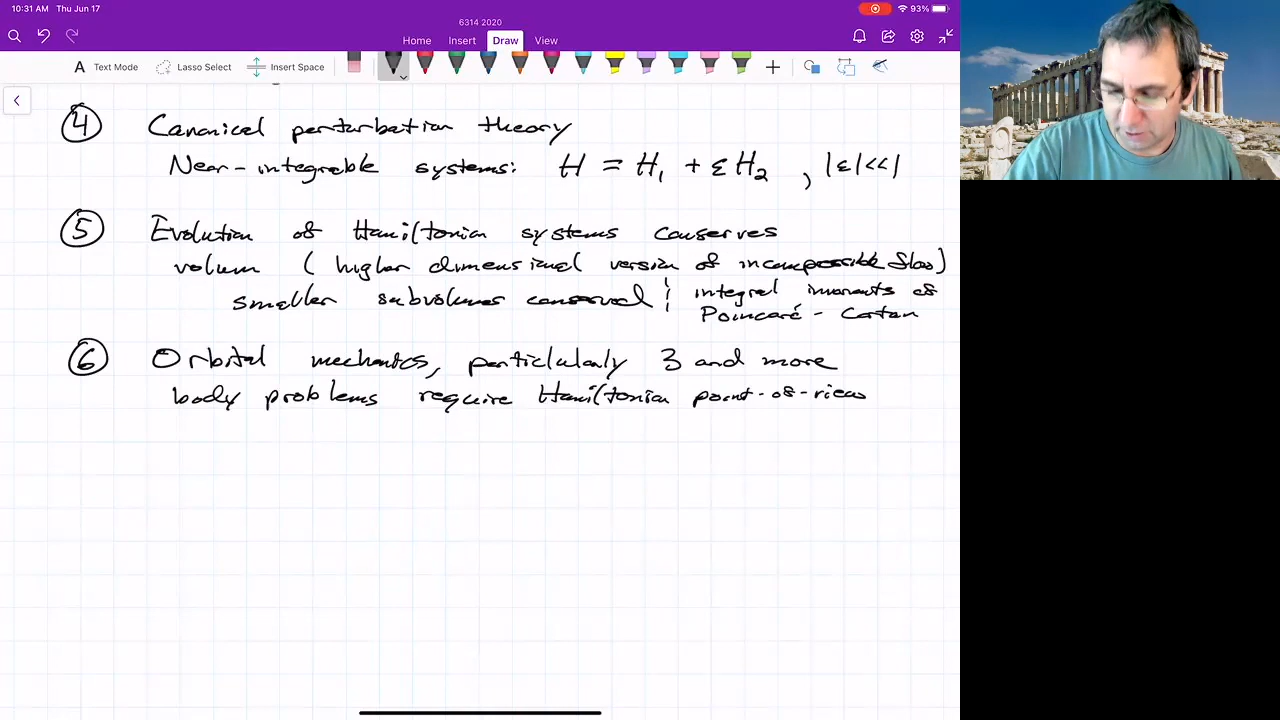 10:31 AM Thu Jun 17
93%
6314 2020
Home Insert Draw View
Text Mode Lasso Select Insert Space
④ Canonical perturbation theory
Near-integrable systems: H = H₁ + εH₂ , |ε|<<1
⑤ Evolution of Hamiltonian systems conserves
volum ( higher dimensional version of incompressible flow)
smaller subvolumes conserved ; integral invariants of
Poincaré - Cartan
⑥ Orbital mechanics, particlularly 3 and more
body problems require Hamiltonian point-of-view